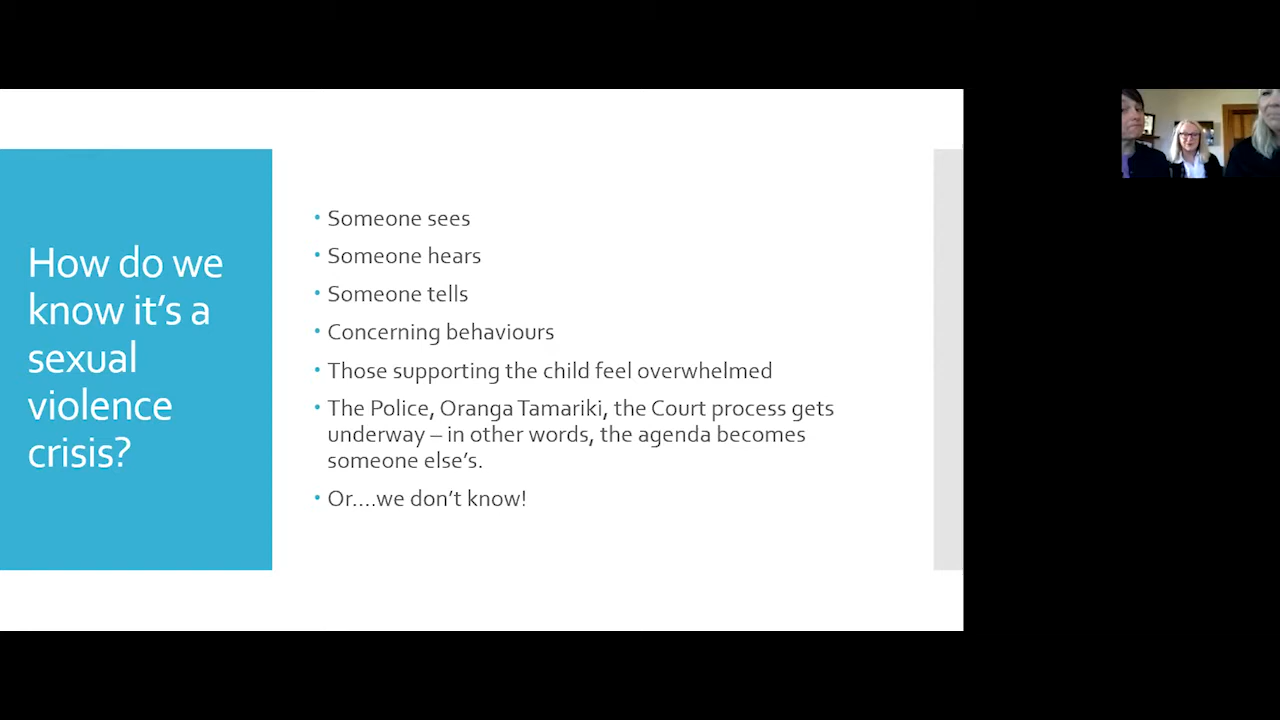 How do we
know it's a
sexual
violence
crisis?
• Someone sees
• Someone hears
• Someone tells
• Concerning behaviours
• Those supporting the child feel overwhelmed
• The Police, Oranga Tamariki, the Court process gets
underway – in other words, the agenda becomes
someone else's.
• Or....we don't know!